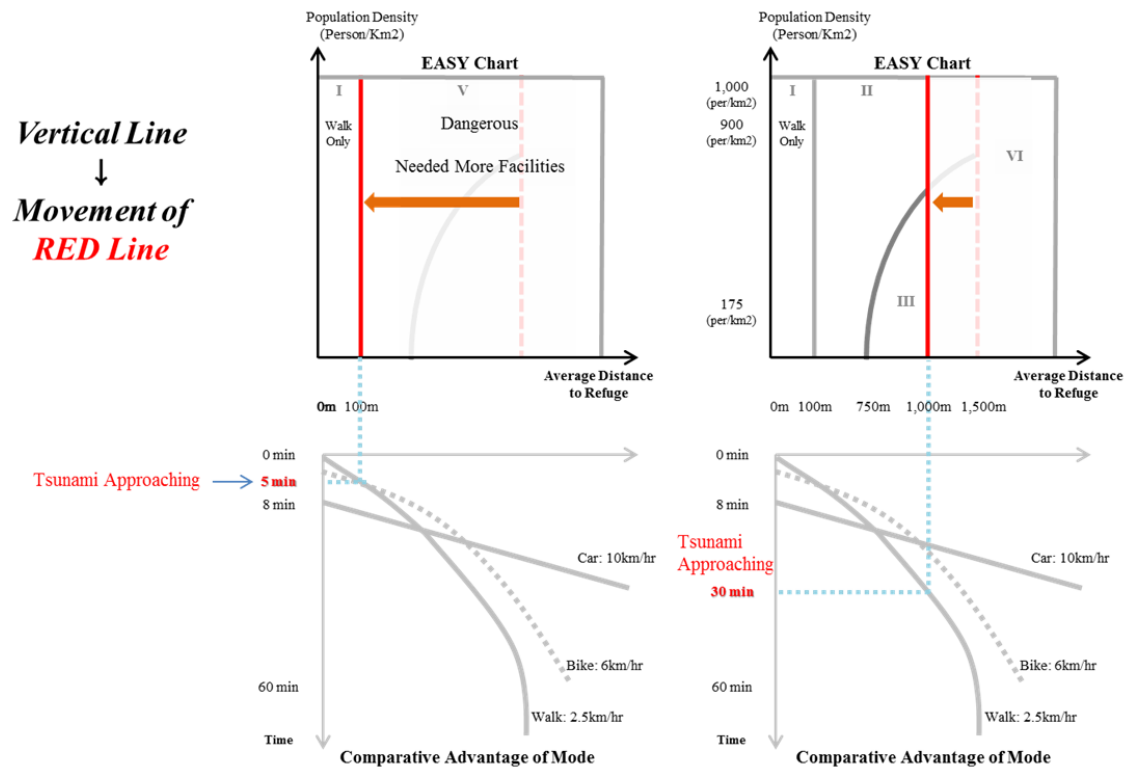 Vertical Line
↓
Movement of
RED Line
Population Density
(Person/Km2)
EASY Chart
I
V
Walk
Only
Dangerous
Needed More Facilities
Average Distance
to Refuge
0m 100m
Tsunami Approaching
0 min
5 min
8 min
60 min
Time
Car: 10km/hr
Bike: 6km/hr
Walk: 2.5km/hr
Comparative Advantage of Mode
Population Density
(Person/Km2)
EASY Chart
1,000
(per/km2)
900
(per/km2)
175
(per/km2)
I
II
Walk
Only
VI
III
Average Distance
to Refuge
0m 100m 750m 1,000m 1,500m
0 min
5 min
8 min
Tsunami
Approaching
30 min
60 min
Time
Car: 10km/hr
Bike: 6km/hr
Walk: 2.5km/hr
Comparative Advantage of Mode